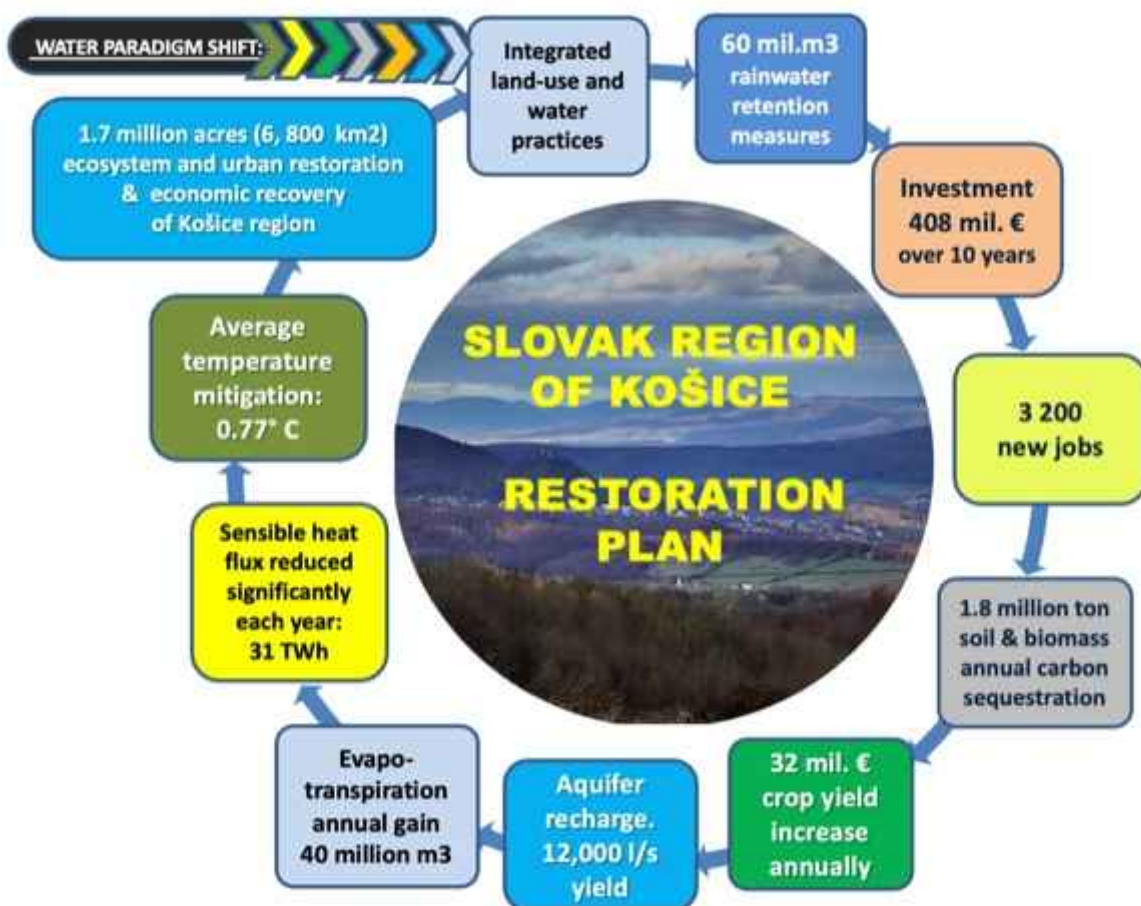 WATER PARADIGM SHIFT:
Integrated
land-use and
water
practices
60 mil.m3
rainwater
retention
measures
Investment
408 mil. €
over 10 years
3 200
new jobs
1.8 million ton
soil & biomass
annual carbon
sequestration
32 mil. €
crop yield
increase
annually
Aquifer
recharge.
12,000 l/s
yield
Evapo-
transpiration
annual gain
40 million m3
Sensible heat
flux reduced
significantly
each year:
31 TWh
Average
temperature
mitigation:
0.77° C
1.7 million acres (6, 800 km2)
ecosystem and urban restoration
& economic recovery
of Košice region
SLOVAK REGION
OF KOŠICE
RESTORATION
PLAN